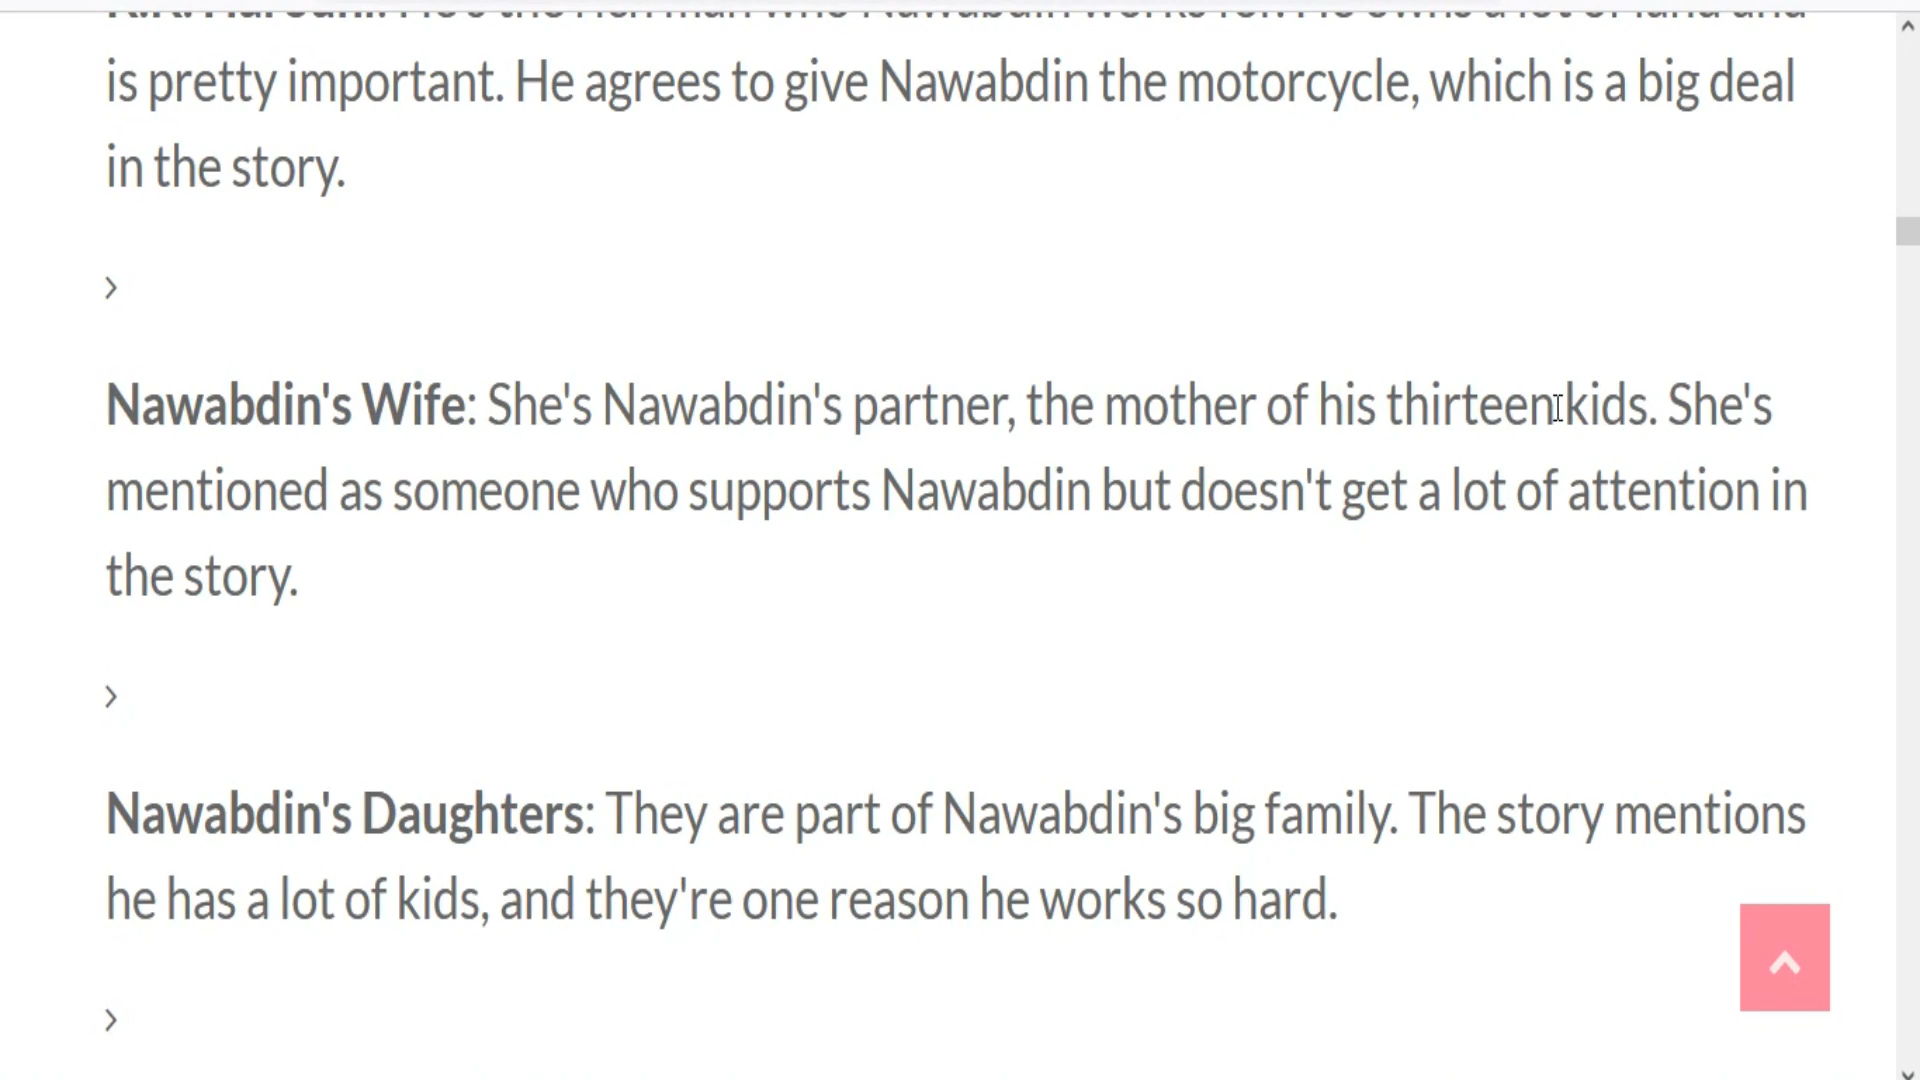 is pretty important. He agrees to give Nawabdin the motorcycle, which is a big deal
in the story.
Nawabdin's Wife: She's Nawabdin's partner, the mother of his thirteen kids. She's
mentioned as someone who supports Nawabdin but doesn't get a lot of attention in
the story.
Nawabdin's Daughters: They are part of Nawabdin's big family. The story mentions
he has a lot of kids, and they're one reason he works so hard.